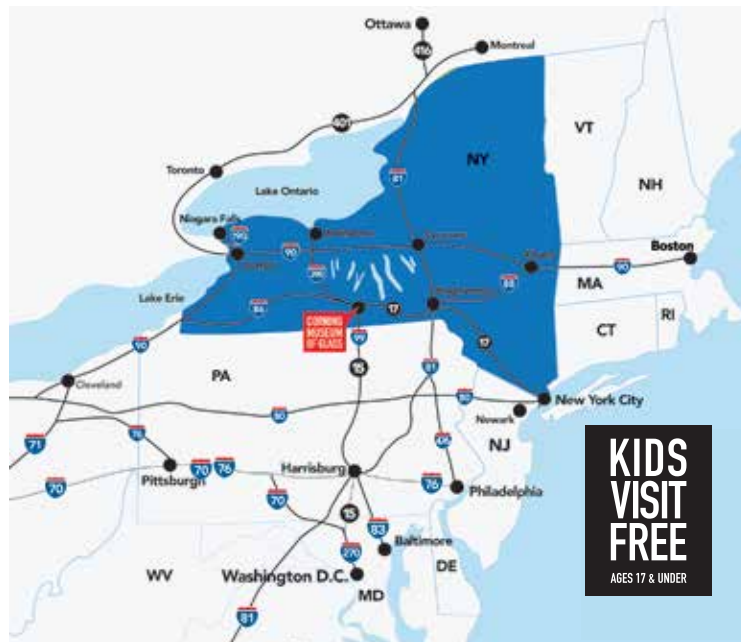 Ottawa
416
Montreal
401
VT
NY
NH
Toronto
81
Lake Ontario
Niagara Falls
290
90
Boston
90
390
88
MA
Lake Erie
86
17
CT
RI
CORNING
MUSEUM
OF GLASS
99
17
90
15
81
PA
Cleveland
80
80
New York City
Newark
71
76
NJ
KIDS
VISIT
FREE
AGES 17 & UNDER
70
Pittsburgh
70
76
Harrisburg
76
Philadelphia
70
15
83
Baltimore
270
WV
Washington D.C.
DE
MD
81